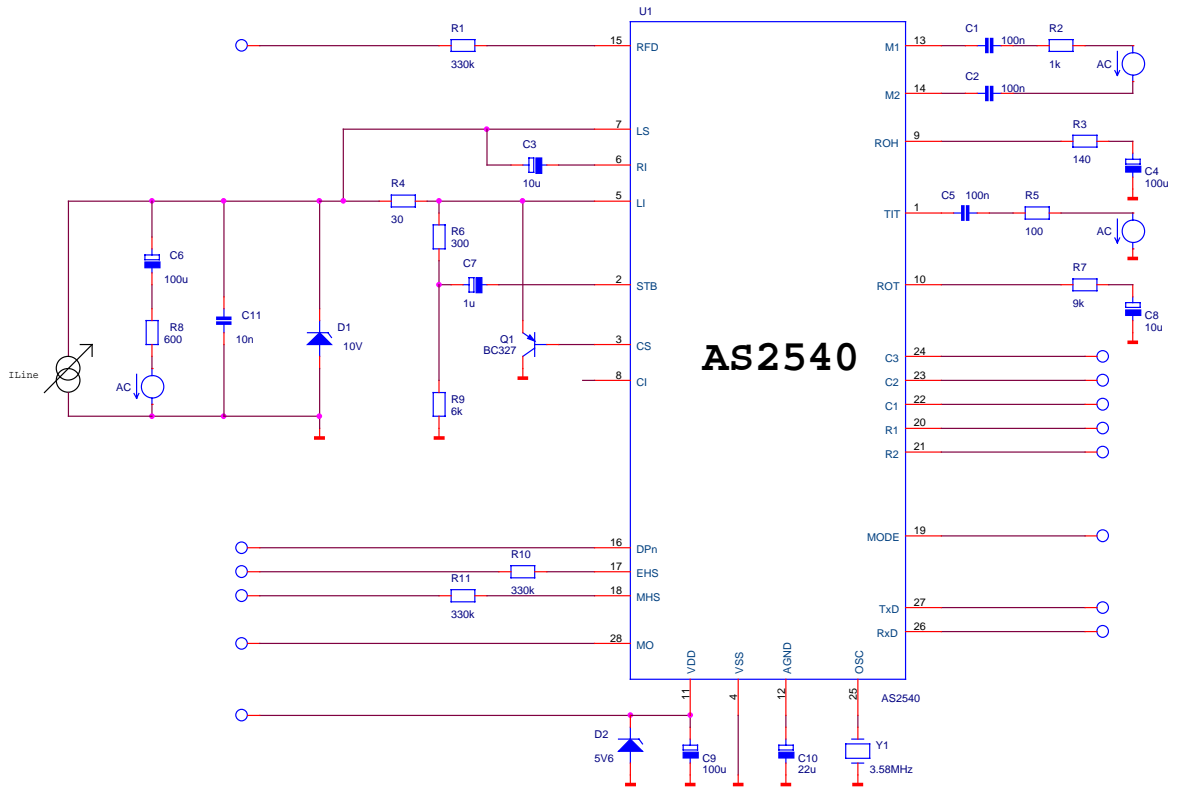 U1
R1
330k
15
RFD
M1
13
C1
100n
R2
1k
AC
M2
14
C2
100n
7
LS
C3
10u
6
RI
ROH
9
R3
140
C4
100u
R4
30
5
LI
TIT
1
C5
100n
R5
100
AC
R6
300
C7
1u
2
STB
ROT
10
R7
9k
C8
10u
C6
100u
R8
600
AC
C11
10n
D1
10V
ILine
Q1
BC327
3
CS
8
CI
R9
6k
AS2540
C3
24
C2
23
C1
22
R1
20
R2
21
MODE
19
16
DPn
R10
330k
17
EHS
R11
330k
18
MHS
28
MO
TxD
27
RxD
26
VDD
VSS
AGND
OSC
11
4
12
25
AS2540
D2
5V6
C9
100u
C10
22u
Y1
3.58MHz